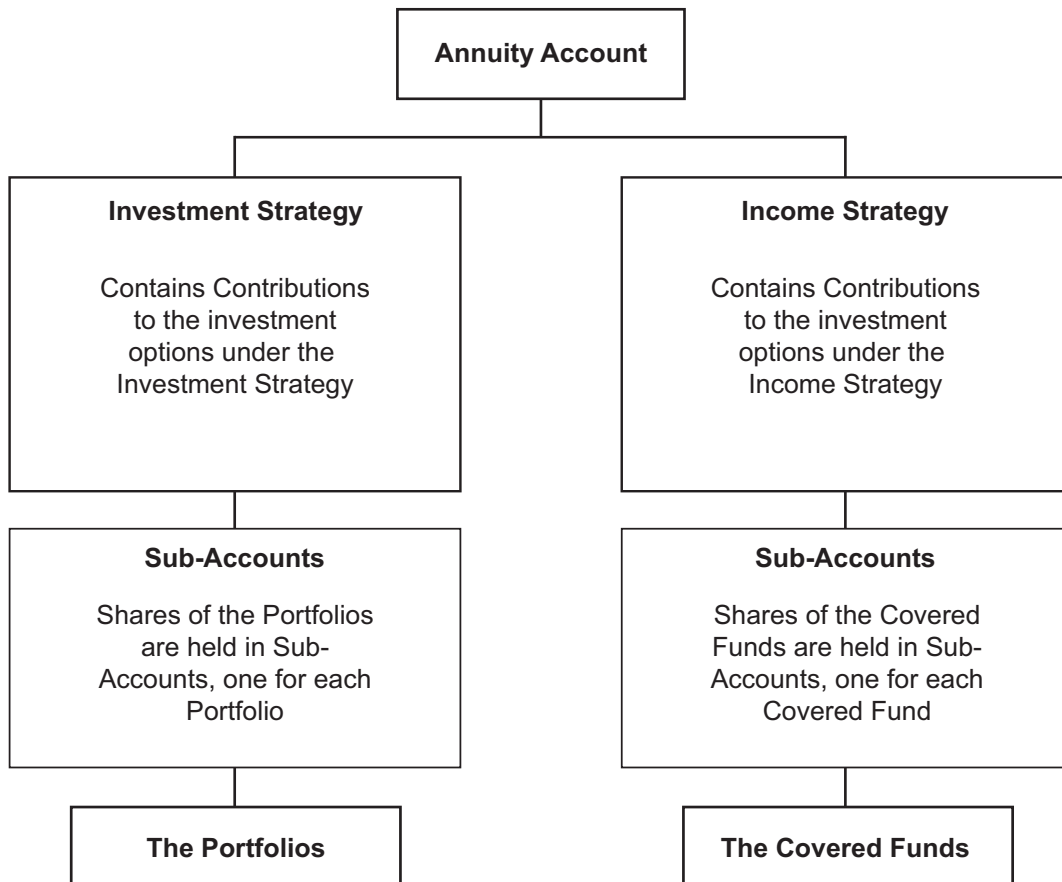 Annuity Account
Investment Strategy
Contains Contributions
to the investment
options under the
Investment Strategy
Income Strategy
Contains Contributions
to the investment
options under the
Income Strategy
Sub-Accounts
Shares of the Portfolios
are held in Sub-
Accounts, one for each
Portfolio
Sub-Accounts
Shares of the Covered
Funds are held in Sub-
Accounts, one for each
Covered Fund
The Portfolios
The Covered Funds